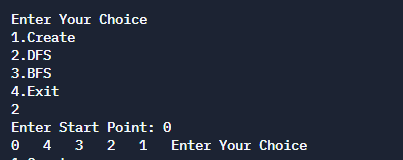 Enter Your Choice
1.Create
2.DFS
3.BFS
4.Exit
2
Enter Start Point: 0
0   4   3   2   1   Enter Your Choice